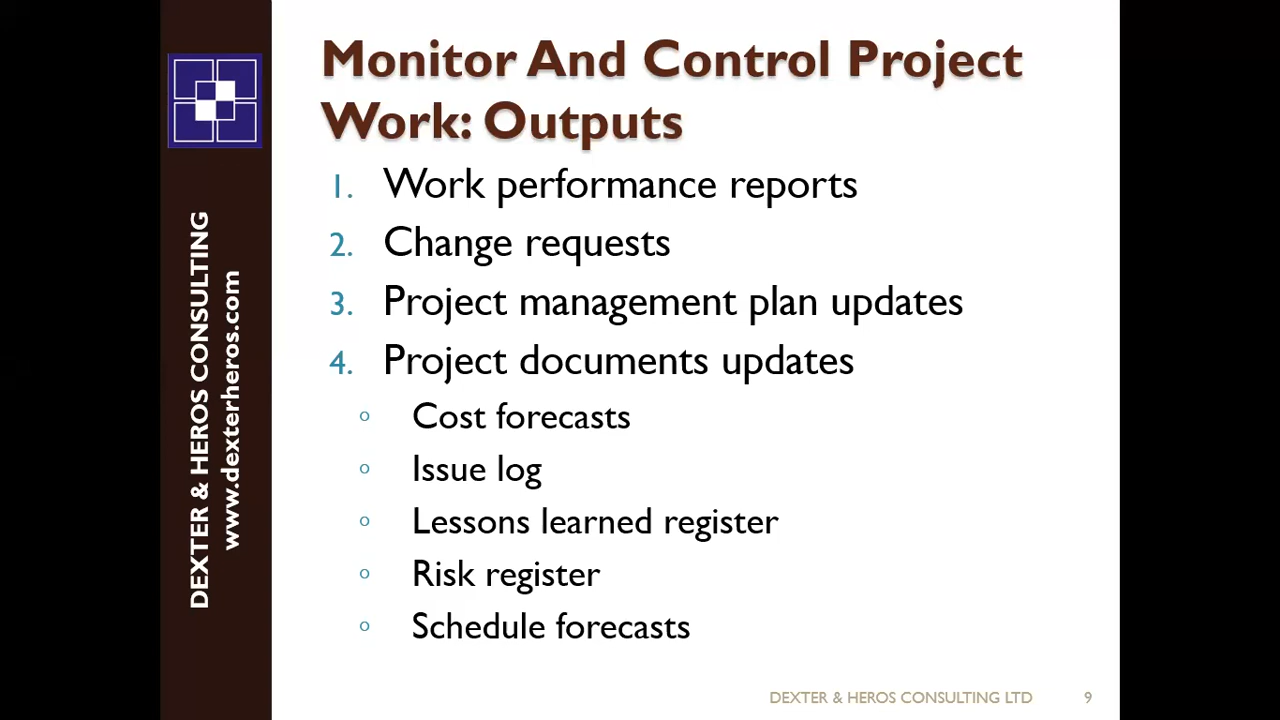 Monitor And Control Project
Work: Outputs
1. Work performance reports
2. Change requests
3. Project management plan updates
4. Project documents updates
Cost forecasts
Issue log
Lessons learned register
Risk register
Schedule forecasts
DEXTER & HEROS CONSULTING
www.dexterheros.com
DEXTER & HEROS CONSULTING LTD 9